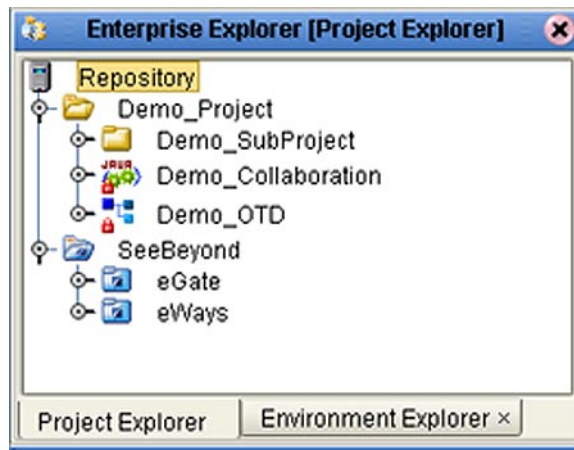 Enterprise Explorer [Project Explorer]
Repository
Demo_Project
Demo_SubProject
JAVA
Demo_Collaboration
Demo_OTD
SeeBeyond
eGate
eWays
Project Explorer
Environment Explorer ×